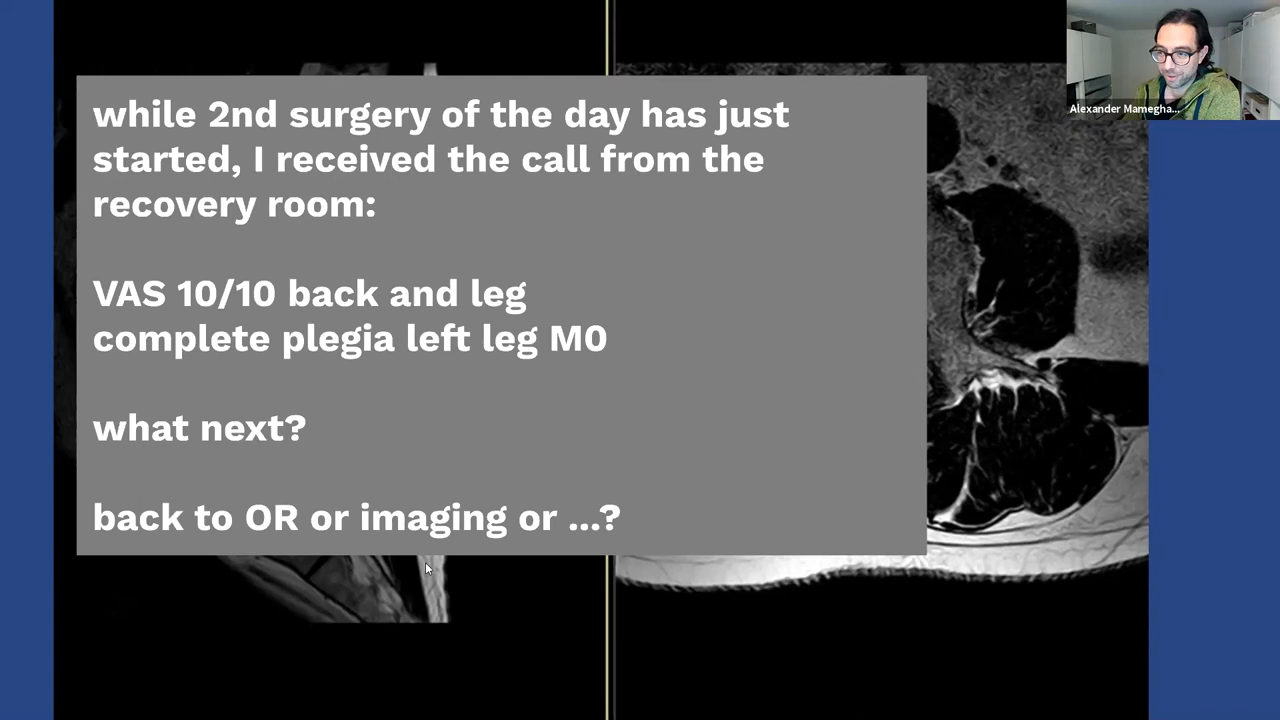 while 2nd surgery of the day has just
started, I received the call from the
recovery room:
VAS 10/10 back and leg
complete plegia left leg M0
what next?
back to OR or imaging or ...?
Alexander Mamegha...